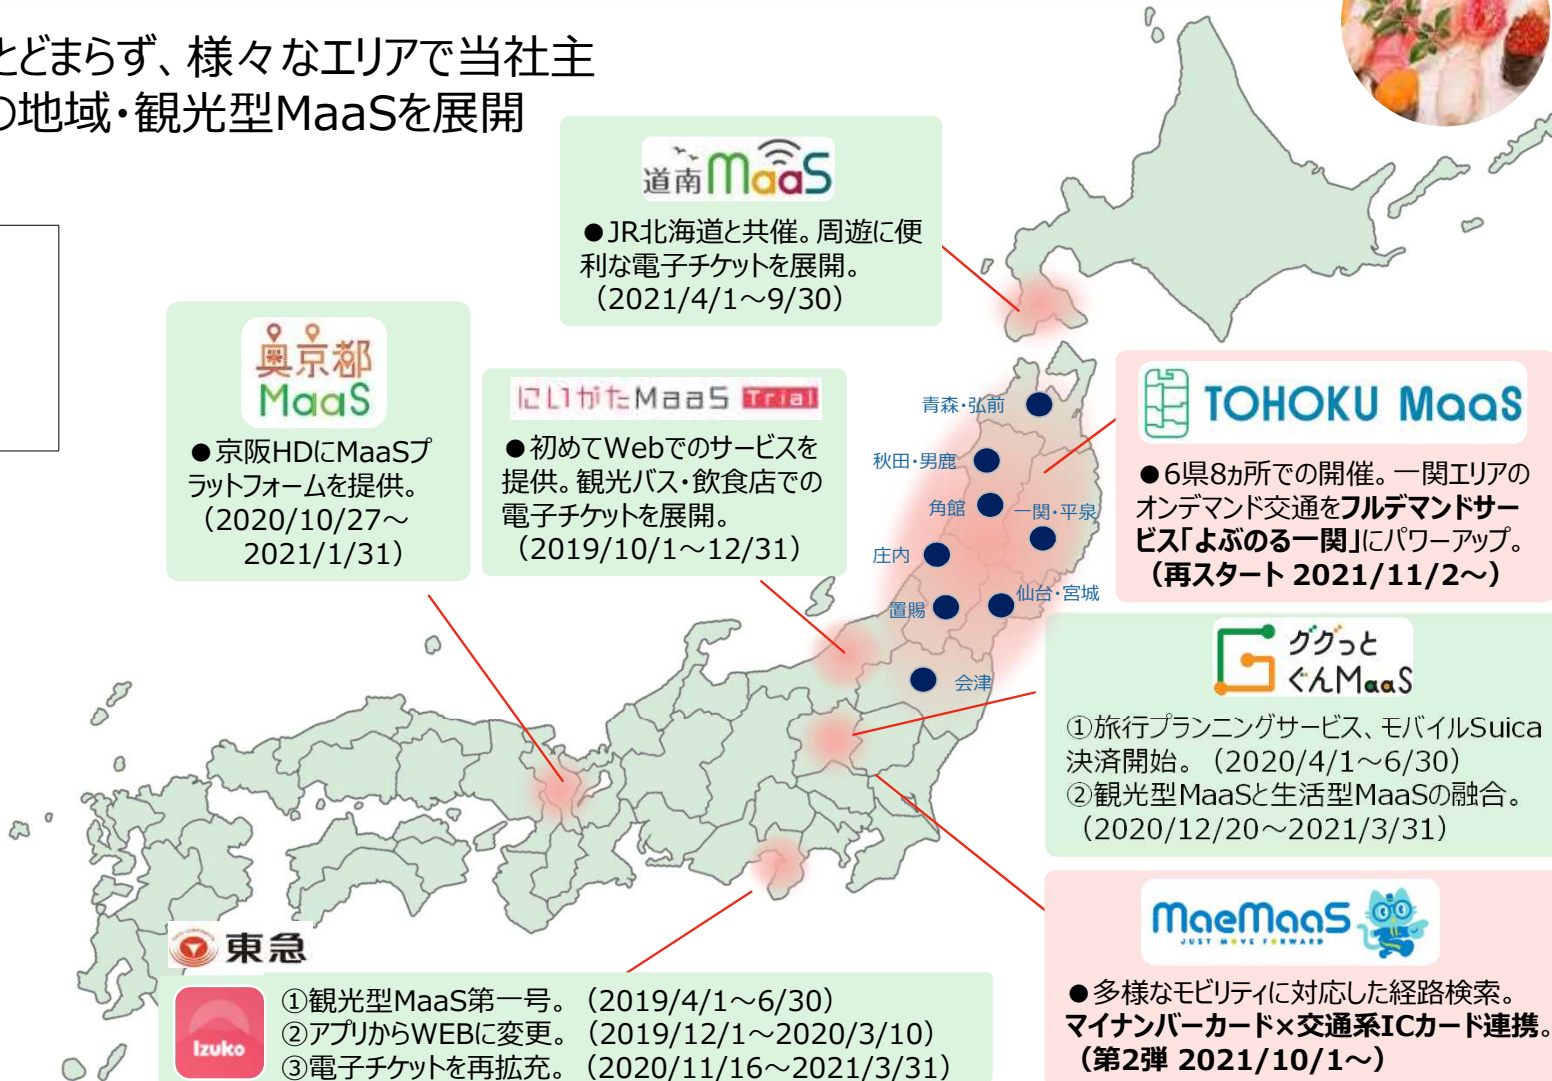 とどまらず、様々なエリアで当社主
の地域・観光型MaaSを展開
道南MaaS
●JR北海道と共催。周遊に便
利な電子チケットを展開。
（2021/4/1～9/30）
奥京都
MaaS
●京阪HDにMaaSプ
ラットフォームを提供。
（2020/10/27～
2021/1/31）
にいがたMaaS Trial
●初めてWebでのサービスを
提供。観光バス・飲食店での
電子チケットを展開。
（2019/10/1～12/31）
青森・弘前
秋田・男鹿
角館
一関・平泉
庄内
仙台・宮城
置賜
会津
TOHOKU MaaS
●6県8ヵ所での開催。一関エリアの
オンデマンド交通をフルデマンドサー
ビス「よぶのる一関」にパワーアップ。
（再スタート 2021/11/2～）
ググっと
ぐんMaaS
①旅行プランニングサービス、モバイルSuica
決済開始。（2020/4/1～6/30）
②観光型MaaSと生活型MaaSの融合。
（2020/12/20～2021/3/31）
MaeMaaS
JUST MOVE FORWARD
●多様なモビリティに対応した経路検索。
マイナンバーカード×交通系ICカード連携。
（第2弾 2021/10/1～）
東急
Izuko
①観光型MaaS第一号。（2019/4/1～6/30）
②アプリからWEBに変更。（2019/12/1～2020/3/10）
③電子チケットを再拡充。（2020/11/16～2021/3/31）